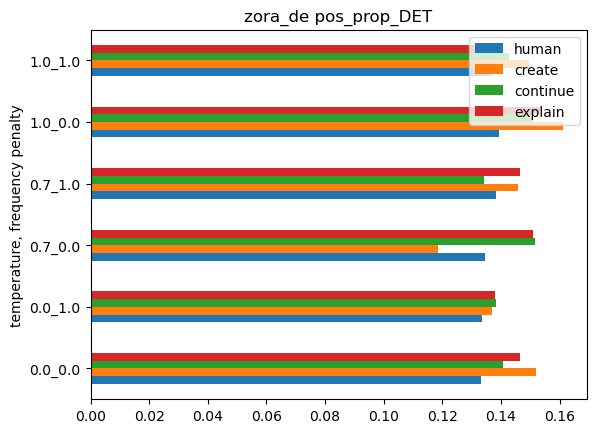 zora_de pos_prop_DET
human
create
continue
explain
temperature, frequency penalty
1.0_1.0
1.0_0.0
0.7_1.0
0.7_0.0
0.0_1.0
0.0_0.0
0.00 0.02 0.04 0.06 0.08 0.10 0.12 0.14 0.16